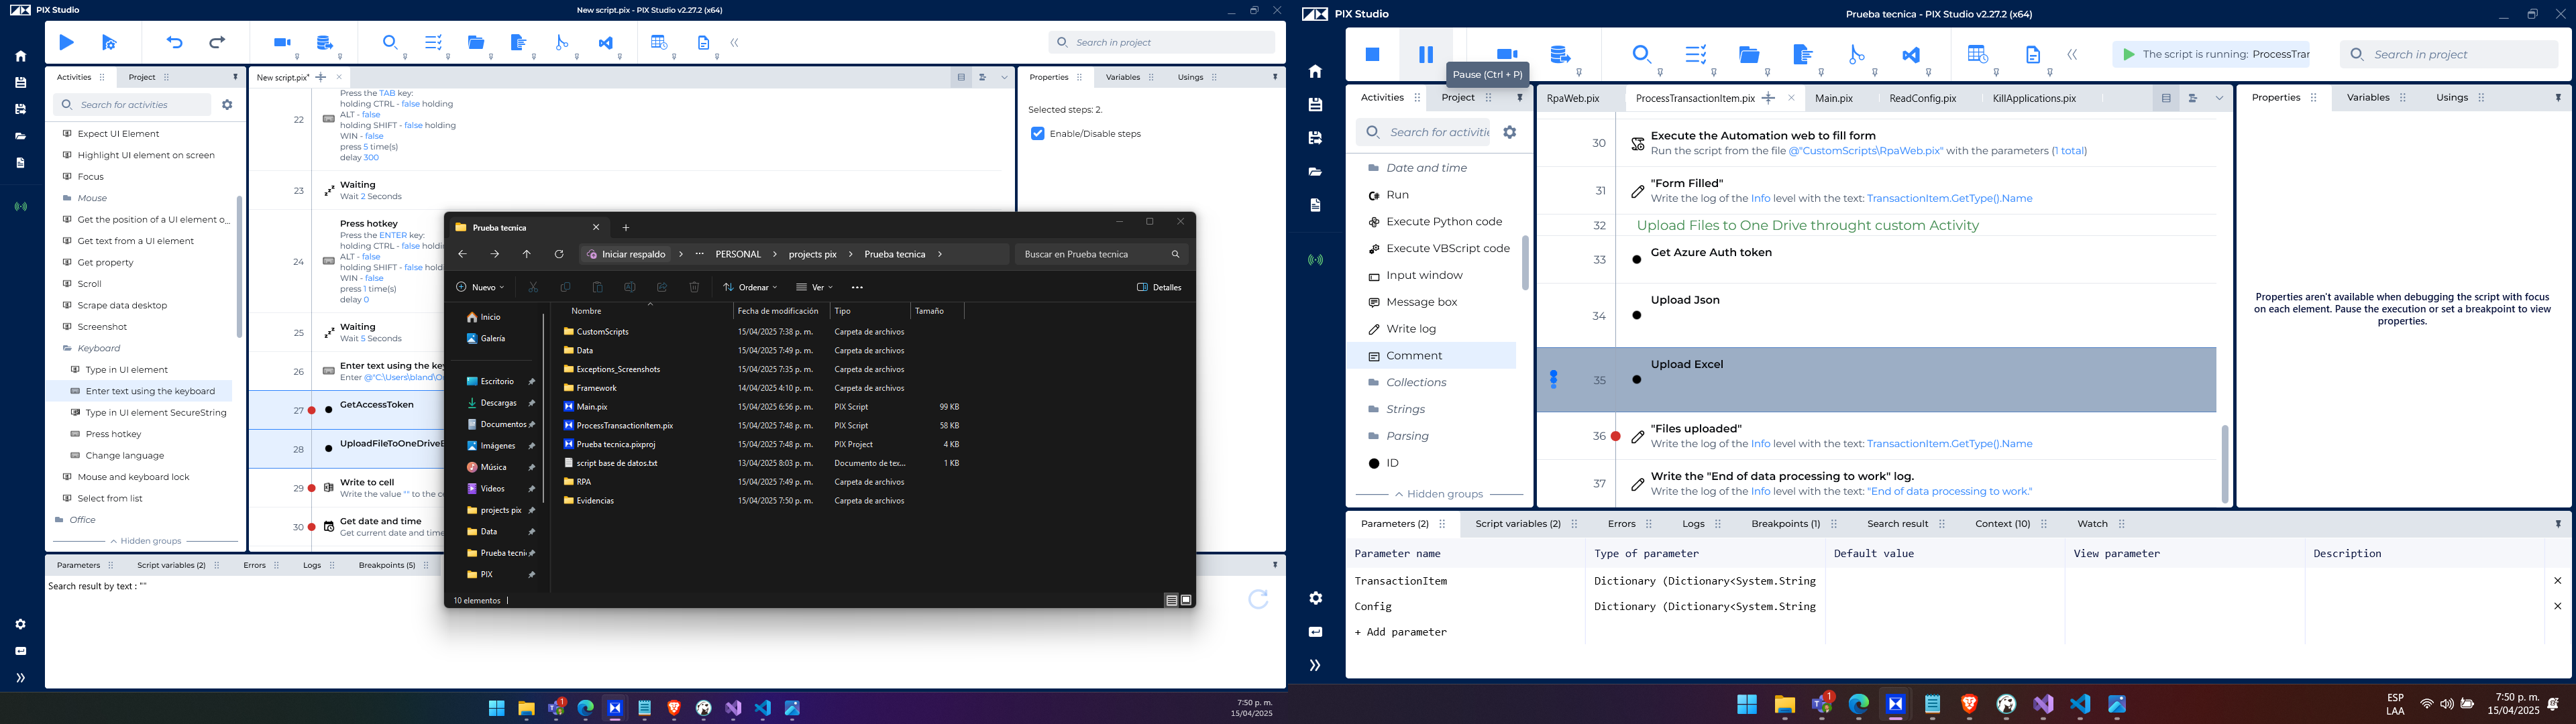 PIX Studio
New script.pix - PIX Studio v2.27.2 (x64)
Search in project
Activities
Project
New script.pix*
Properties
Variables
Usings
Search for activities
Selected steps: 2.
Enable/Disable steps
Expect UI Element
Highlight UI element on screen
Focus
Mouse
Get the position of a UI element o...
Get text from a UI element
Get property
Scroll
Scrape data desktop
Screenshot
Keyboard
Type in UI element
Enter text using the keyboard
Type in UI element SecureString
Press hotkey
Change language
Mouse and keyboard lock
Select from list
Office
Hidden groups
22
Press the TAB key:
holding CTRL - false holding
ALT - false
holding SHIFT - false holding
WIN - false
press 5 time(s)
delay 300
23
Waiting
Wait 2 Seconds
24
Press hotkey
Press the ENTER key:
holding CTRL - false holdin
ALT - false
holding SHIFT - false holdi
WIN - false
press 1 time(s)
delay 0
25
Waiting
Wait 5 Seconds
26
Enter text using the key
Enter @"C:\Users\bland\O
27
GetAccessToken
28
UploadFileToOneDriveE
29
Write to cell
Write the value "" to the c
30
Get date and time
Get current date and time
Parameters
Script variables (2)
Errors
Logs
Breakpoints (5)
Search result by text : ""
Prueba tecnica
Iniciar respaldo
PERSONAL
projects pix
Prueba tecnica
Buscar en Prueba tecnica
Nuevo
Ordenar
Ver
Detalles
Inicio
Galería
Escritorio
Descargas
Documentos
Imágenes
Música
Videos
projects pix
Data
Prueba tecni
PIX
Nombre Fecha de modificación Tipo Tamaño
CustomScripts 15/04/2025 7:38 p. m. Carpeta de archivos
Data 15/04/2025 7:49 p. m. Carpeta de archivos
Exceptions_Screenshots 15/04/2025 7:35 p. m. Carpeta de archivos
Framework 14/04/2025 4:10 p. m. Carpeta de archivos
Main.pix 15/04/2025 6:56 p. m. PIX Script 99 KB
ProcessTransactionItem.pix 15/04/2025 7:48 p. m. PIX Script 58 KB
Prueba tecnica.pixproj 15/04/2025 7:48 p. m. PIX Project 4 KB
script base de datos.txt 13/04/2025 8:03 p. m. Documento de tex... 1 KB
RPA 15/04/2025 7:49 p. m. Carpeta de archivos
Evidencias 15/04/2025 7:50 p. m. Carpeta de archivos
10 elementos
1
7:50 p. m.
15/04/2025
PIX Studio
Prueba tecnica - PIX Studio v2.27.2 (x64)
The script is running: ProcessTrar
Search in project
Pause (Ctrl + P)
Activities
Project
RpaWeb.pix
ProcessTransactionItem.pix
Main.pix
ReadConfig.pix
KillApplications.pix
Properties
Variables
Usings
Search for activitie
Date and time
Run
Execute Python code
Execute VBScript code
Input window
Message box
Write log
Comment
Collections
Strings
Parsing
ID
Hidden groups
30
Execute the Automation web to fill form
Run the script from the file @"CustomScripts\RpaWeb.pix" with the parameters (1 total)
31
"Form Filled"
Write the log of the Info level with the text: TransactionItem.GetType().Name
32
Upload Files to One Drive throught custom Activity
33
Get Azure Auth token
34
Upload Json
35
Upload Excel
36
"Files uploaded"
Write the log of the Info level with the text: TransactionItem.GetType().Name
37
Write the "End of data processing to work" log.
Write the log of the Info level with the text: "End of data processing to work."
Properties aren't available when debugging the script with focus
on each element. Pause the execution or set a breakpoint to view
properties.
Parameters (2)
Script variables (2)
Errors
Logs
Breakpoints (1)
Search result
Context (10)
Watch
Parameter name Type of parameter Default value View parameter Description
TransactionItem Dictionary (Dictionary<System.String
Config Dictionary (Dictionary<System.String
+ Add parameter
1
ESP
LAA
7:50 p. m.
15/04/2025